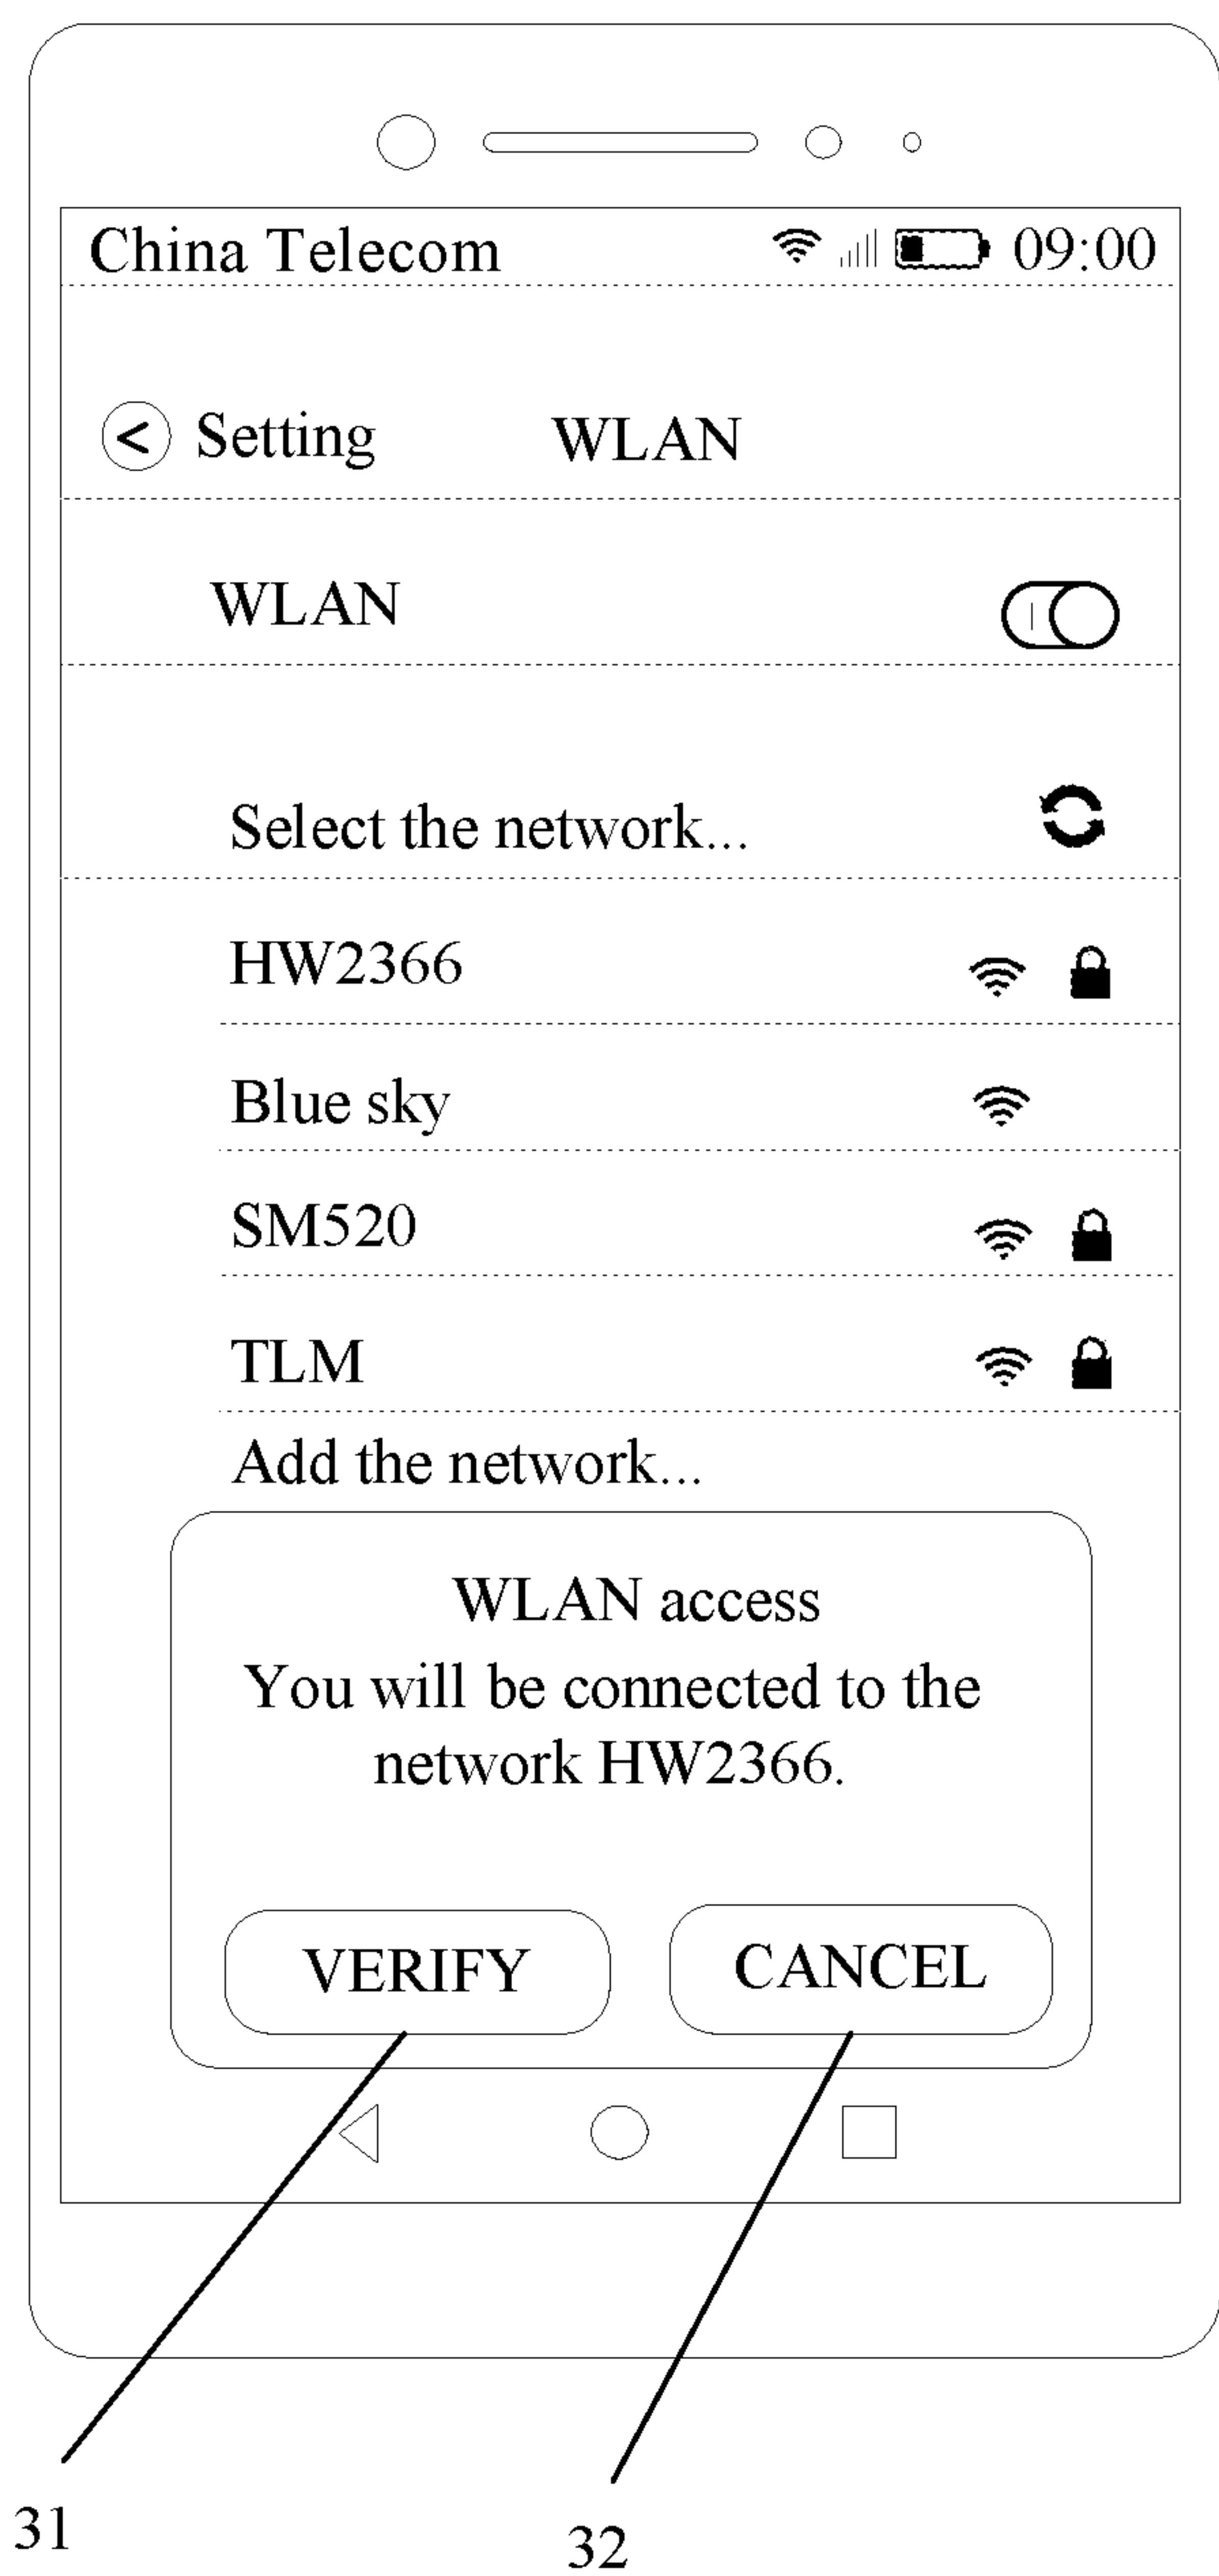 China Telecom 09:00
< Setting WLAN
WLAN
Select the network...
HW2366
Blue sky
SM520
TLM
Add the network...
WLAN access
You will be connected to the
network HW2366.
VERIFY CANCEL
31 32